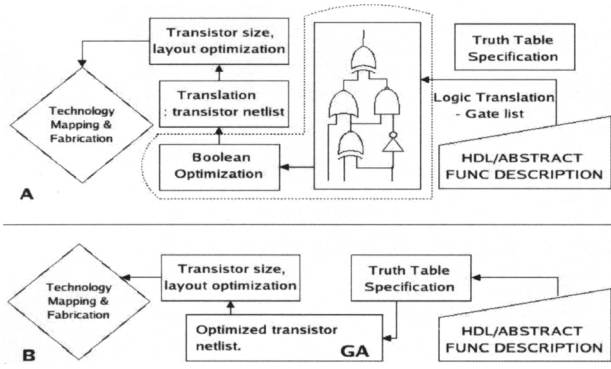 Transistor size,
layout optimization
Truth Table
Specification
Technology
Mapping &
Fabrication
Translation
: transistor netlist
Logic Translation
- Gate list
Boolean
Optimization
HDL/ABSTRACT
FUNC DESCRIPTION
A
Technology
Mapping &
Fabrication
Transistor size,
layout optimization
Truth Table
Specification
Optimized transistor
netlist.
GA
HDL/ABSTRACT
FUNC DESCRIPTION
B